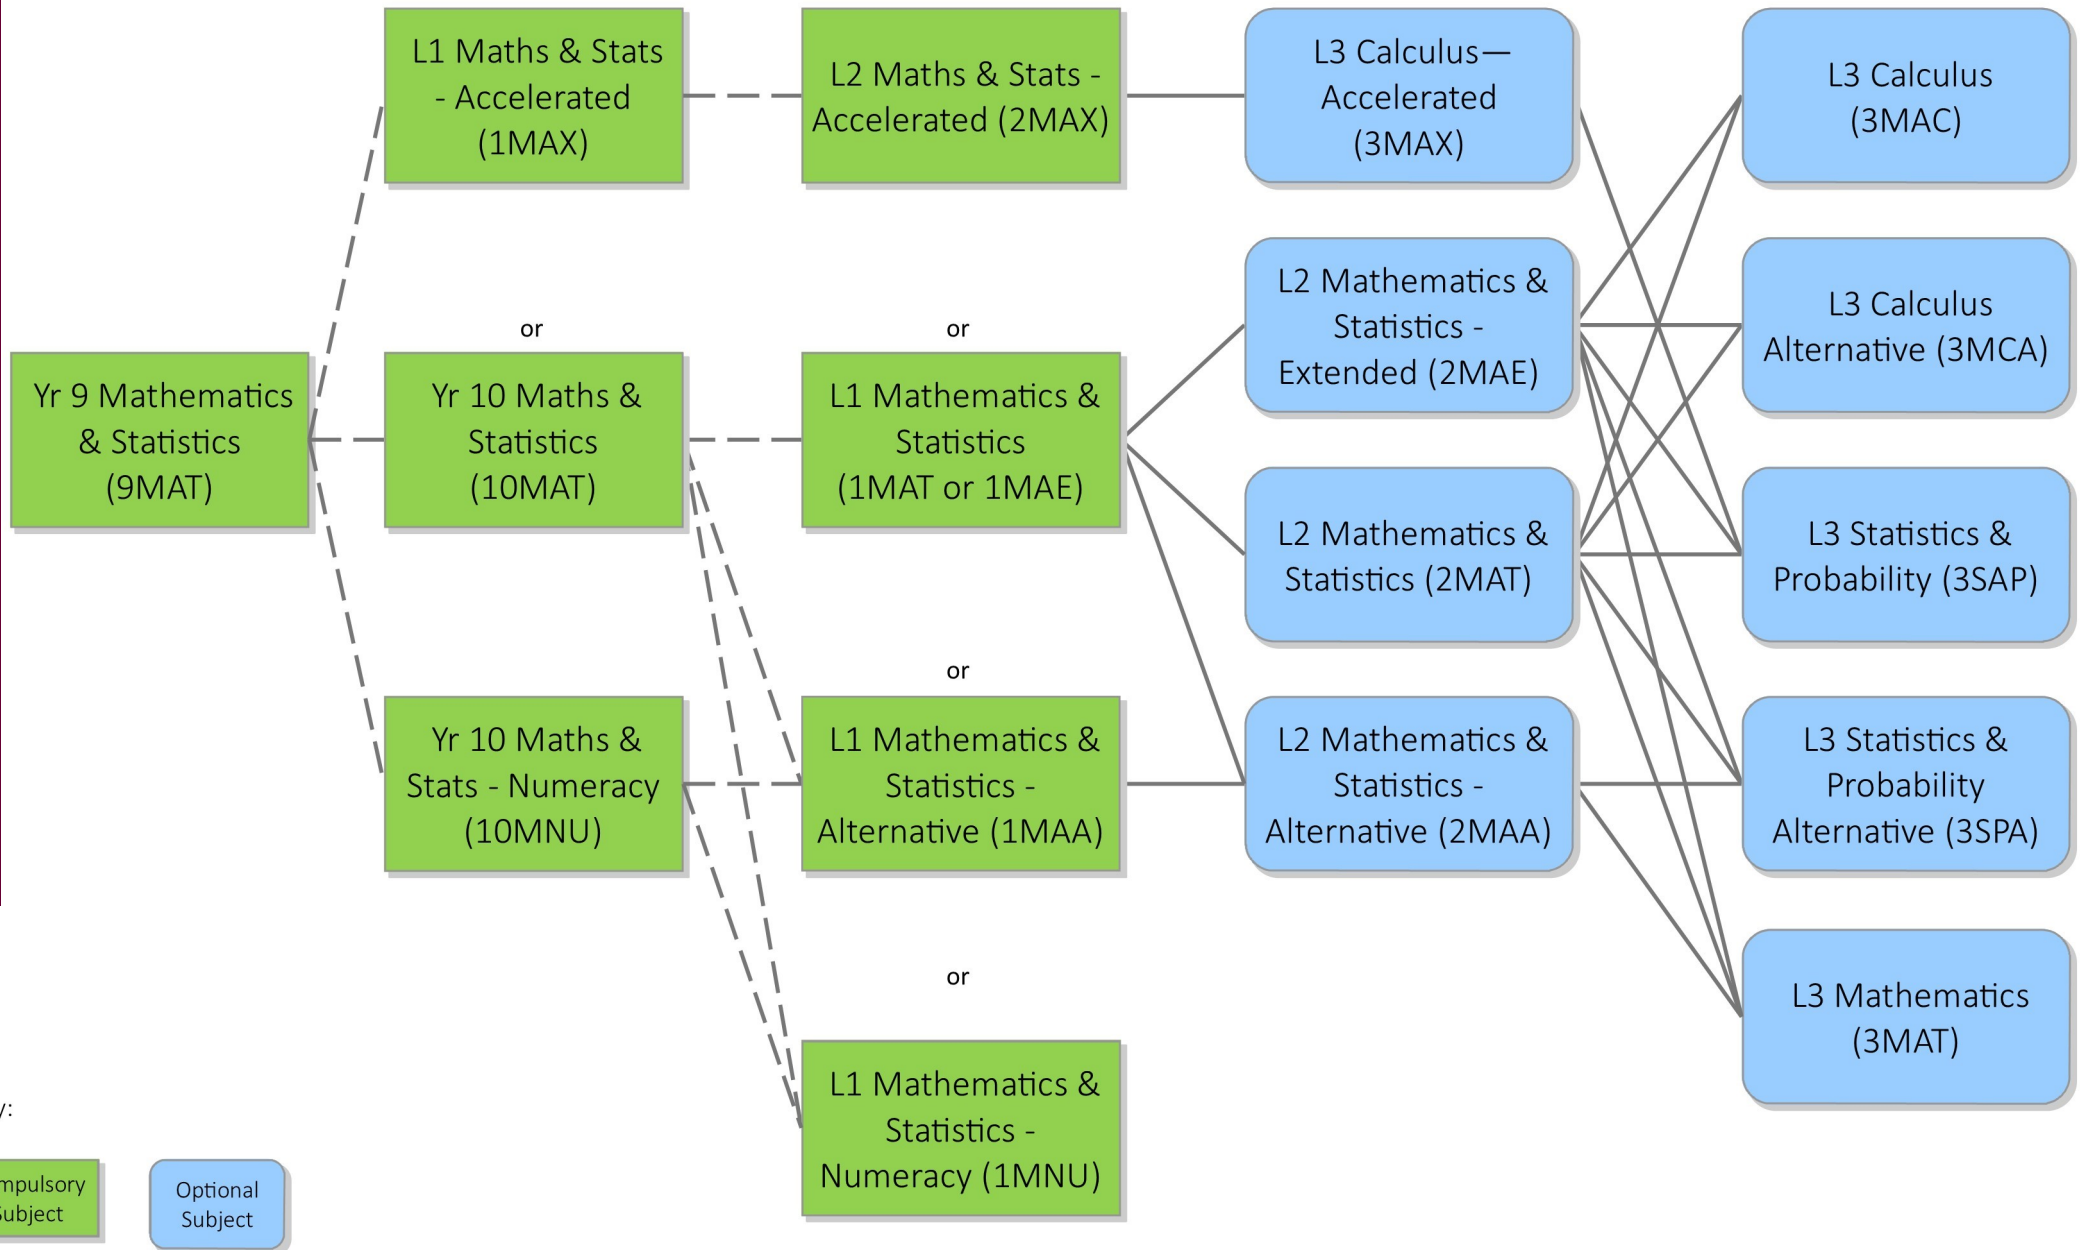 L1 Maths & Stats
- Accelerated
(1MAX)
L2 Maths & Stats -
Accelerated (2MAX)
L3 Calculus—
Accelerated
(3MAX)
L3 Calculus
(3MAC)
or
or
L2 Mathematics &
Statistics -
Extended (2MAE)
L3 Calculus
Alternative (3MCA)
Yr 9 Mathematics
& Statistics
(9MAT)
Yr 10 Maths &
Statistics
(10MAT)
L1 Mathematics &
Statistics
(1MAT or 1MAE)
L2 Mathematics &
Statistics (2MAT)
L3 Statistics &
Probability (3SAP)
or
Yr 10 Maths &
Stats - Numeracy
(10MNU)
L1 Mathematics &
Statistics -
Alternative (1MAA)
L2 Mathematics &
Statistics -
Alternative (2MAA)
L3 Statistics &
Probability
Alternative (3SPA)
or
L3 Mathematics
(3MAT)
L1 Mathematics &
Statistics -
Numeracy (1MNU)
y:
mpulsory
Subject
Optional
Subject